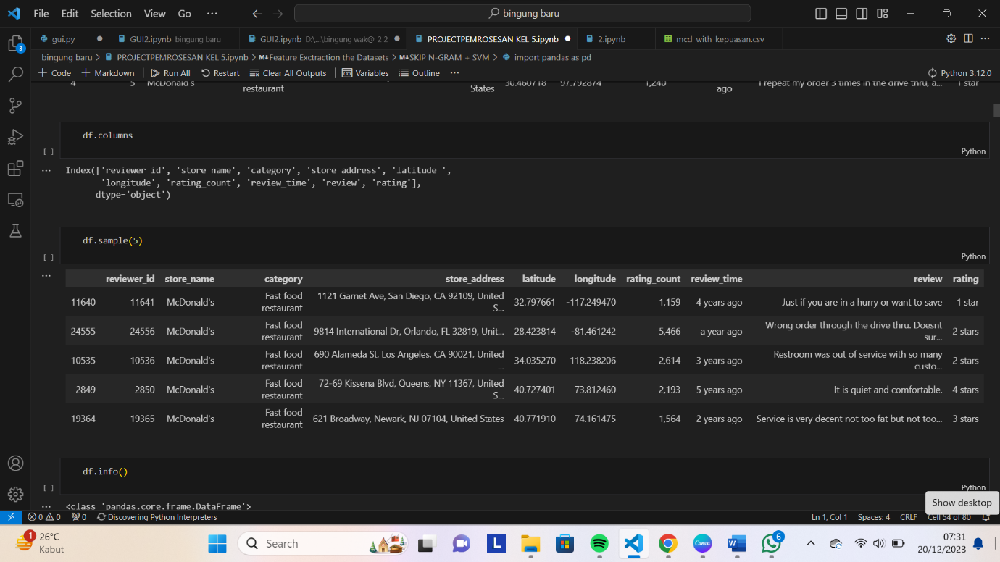 File Edit Selection View Go ··· bingung baru
gui.py GUI2.ipynb bingung baru GUI2.ipynb D:\...\bingung wak@_2 2 PROJECTPEMROSESAN KEL 5.ipynb 2.ipynb mcd_with_kepuasan.csv ···
3
bingung baru > PROJECTPEMROSESAN KEL 5.ipynb > M↓Feature Exctraction the Datasets > M↓SKIP N-GRAM + SVM > import pandas as pd
+ Code + Markdown Run All Restart Clear All Outputs Variables Outline ··· Python 3.12.0
4 5 McDonald's restaurant States 30.460718 -97.792874 1,240 ago I repeat my order 3 times in the drive thru, a... 1 star
df.columns
[ ] Python
··· Index(['reviewer_id', 'store_name', 'category', 'store_address', 'latitude ',
'longitude', 'rating_count', 'review_time', 'review', 'rating'],
dtype='object')
df.sample(5)
[ ] Python
···
reviewer_id store_name category store_address latitude longitude rating_count review_time review rating
11640 11641 McDonald's Fast food restaurant 1121 Garnet Ave, San Diego, CA 92109, United S... 32.797661 -117.249470 1,159 4 years ago Just if you are in a hurry or want to save 1 star
24555 24556 McDonald's Fast food restaurant 9814 International Dr, Orlando, FL 32819, Unit... 28.423814 -81.461242 5,466 a year ago Wrong order through the drive thru. Doesnt sur... 2 stars
10535 10536 McDonald's Fast food restaurant 690 Alameda St, Los Angeles, CA 90021, United ... 34.035270 -118.238206 2,614 3 years ago Restroom was out of service with so many custo... 2 stars
2849 2850 McDonald's Fast food restaurant 72-69 Kissena Blvd, Queens, NY 11367, United S... 40.727401 -73.812460 2,193 5 years ago It is quiet and comfortable. 4 stars
19364 19365 McDonald's Fast food restaurant 621 Broadway, Newark, NJ 07104, United States 40.771910 -74.161475 1,564 2 years ago Service is very decent not too fat but not too... 3 stars
df.info()
[ ] Python
··· <class 'pandas.core.frame.DataFrame'>
Show desktop
0 0 0 Discovering Python Interpreters Ln 1, Col 1 Spaces: 4 CRLF Cell 54 of 80
1 26°C
Kabut
Search
L
Canva
W
6
07:31
20/12/2023